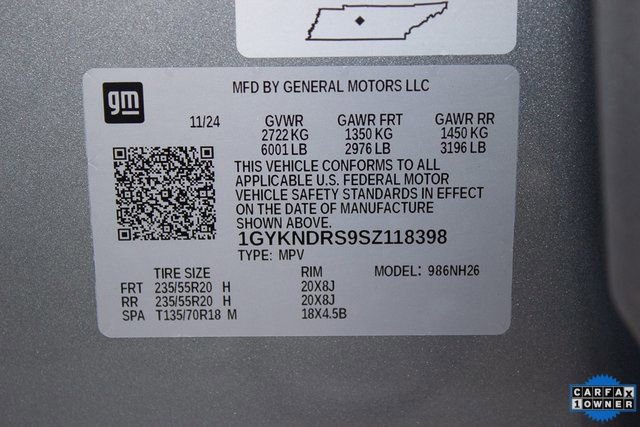 gm
MFD BY GENERAL MOTORS LLC
11/24 GVWR GAWR FRT GAWR RR
2722 KG 1350 KG 1450 KG
6001 LB 2976 LB 3196 LB
THIS VEHICLE CONFORMS TO ALL
APPLICABLE U.S. FEDERAL MOTOR
VEHICLE SAFETY STANDARDS IN EFFECT
ON THE DATE OF MANUFACTURE
SHOWN ABOVE.
1GYKNDRS9SZ118398
TYPE: MPV
TIRE SIZE RIM MODEL: 986NH26
FRT 235/55R20 H 20X8J
RR 235/55R20 H 20X8J
SPA T135/70R18 M 18X4.5B
CARFAX
1 OWNER